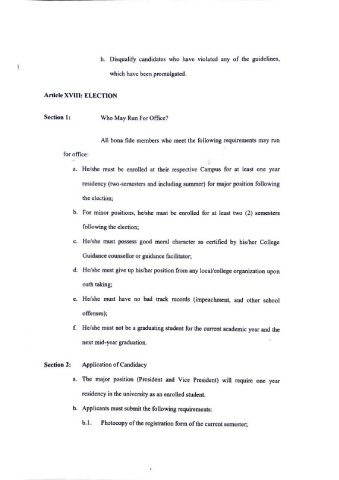 h. Disqualify candidates who have violated any of the guidelines,
which have been promulgated.
Article XVIII: ELECTION
Section 1: Who May Run For Office?
All bona fide members who meet the following requirements may run
for office:
a. He/she must be enrolled at their respective Campus for at least one year
residency (two-semesters and including summer) for major position following
the election;
b. For minor positions, he/she must be enrolled for at least two (2) semesters
following the election;
c. He/she must possess good moral character as certified by his/her College
Guidance counsellor or guidance facilitator;
d. He/she must give up his/her position from any local/college organization upon
oath taking;
e. He/she must have no bad track records (impeachment, and other school
offenses);
f. He/she must not be a graduating student for the current academic year and the
next mid-year graduation.
Section 2: Application of Candidacy
a. The major position (President and Vice President) will require one year
residency in the university as an enrolled student.
b. Applicants must submit the following requirements:
b.1. Photocopy of the registration form of the current semester;